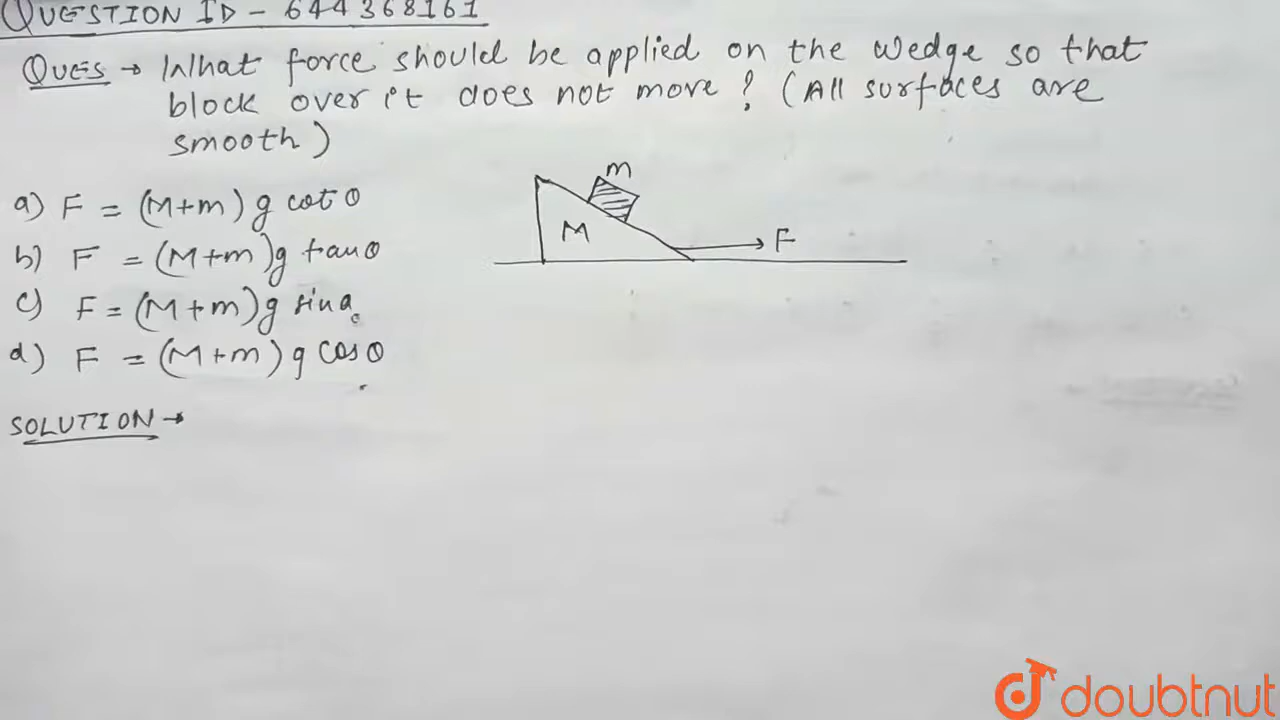 QUESTION ID - 644368161
QUES → What force should be applied on the wedge so that
block over it does not move ? (All surfaces are
smooth)
a) F = (M+m) g cot θ
b) F = (M+m)g tan θ
c) F = (M+m)g sin θ
d) F = (M+m) g cos θ
m
M
F
SOLUTION →
doubtnut